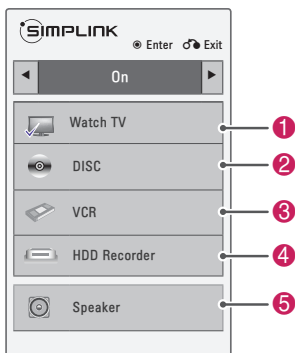 SIMPLINK
Enter Exit
On
Watch TV 1
DISC 2
VCR 3
HDD Recorder 4
Speaker 5